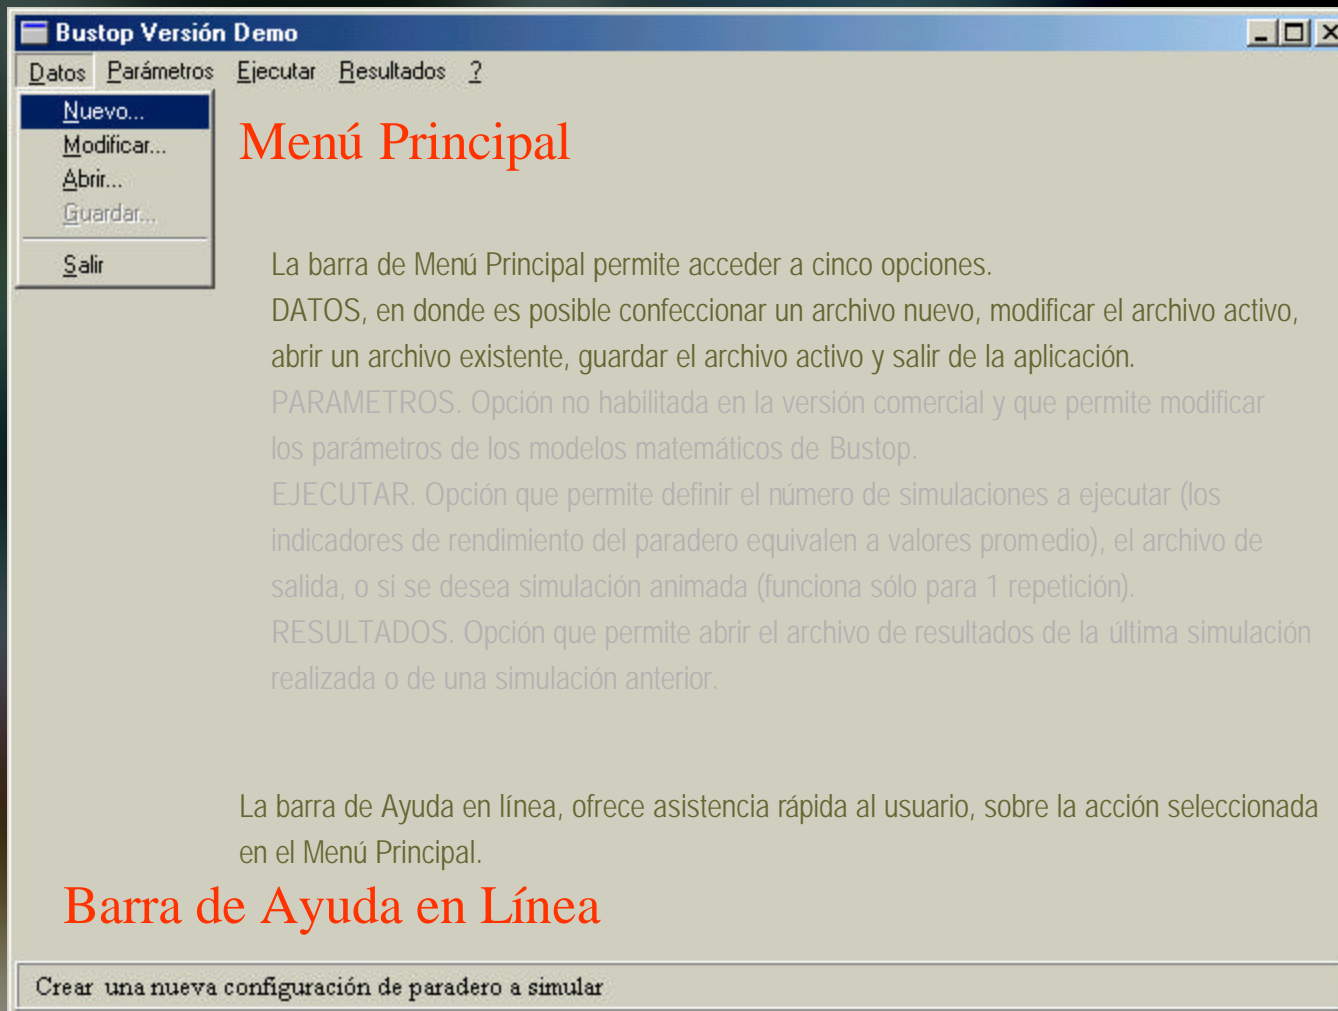 Bustop Versión Demo
Datos Parámetros Ejecutar Resultados ?
Nuevo...
Modificar...
Abrir...
Guardar...
Salir
Menú Principal
La barra de Menú Principal permite acceder a cinco opciones.
DATOS, en donde es posible confeccionar un archivo nuevo, modificar el archivo activo,
abrir un archivo existente, guardar el archivo activo y salir de la aplicación.
PARAMETROS. Opción no habilitada en la versión comercial y que permite modificar
los parámetros de los modelos matemáticos de Bustop.
EJECUTAR. Opción que permite definir el número de simulaciones a ejecutar (los
indicadores de rendimiento del paradero equivalen a valores promedio), el archivo de
salida, o si se desea simulación animada (funciona sólo para 1 repetición).
RESULTADOS. Opción que permite abrir el archivo de resultados de la última simulación
realizada o de una simulación anterior.
La barra de Ayuda en línea, ofrece asistencia rápida al usuario, sobre la acción seleccionada
en el Menú Principal.
Barra de Ayuda en Línea
Crear una nueva configuración de paradero a simular